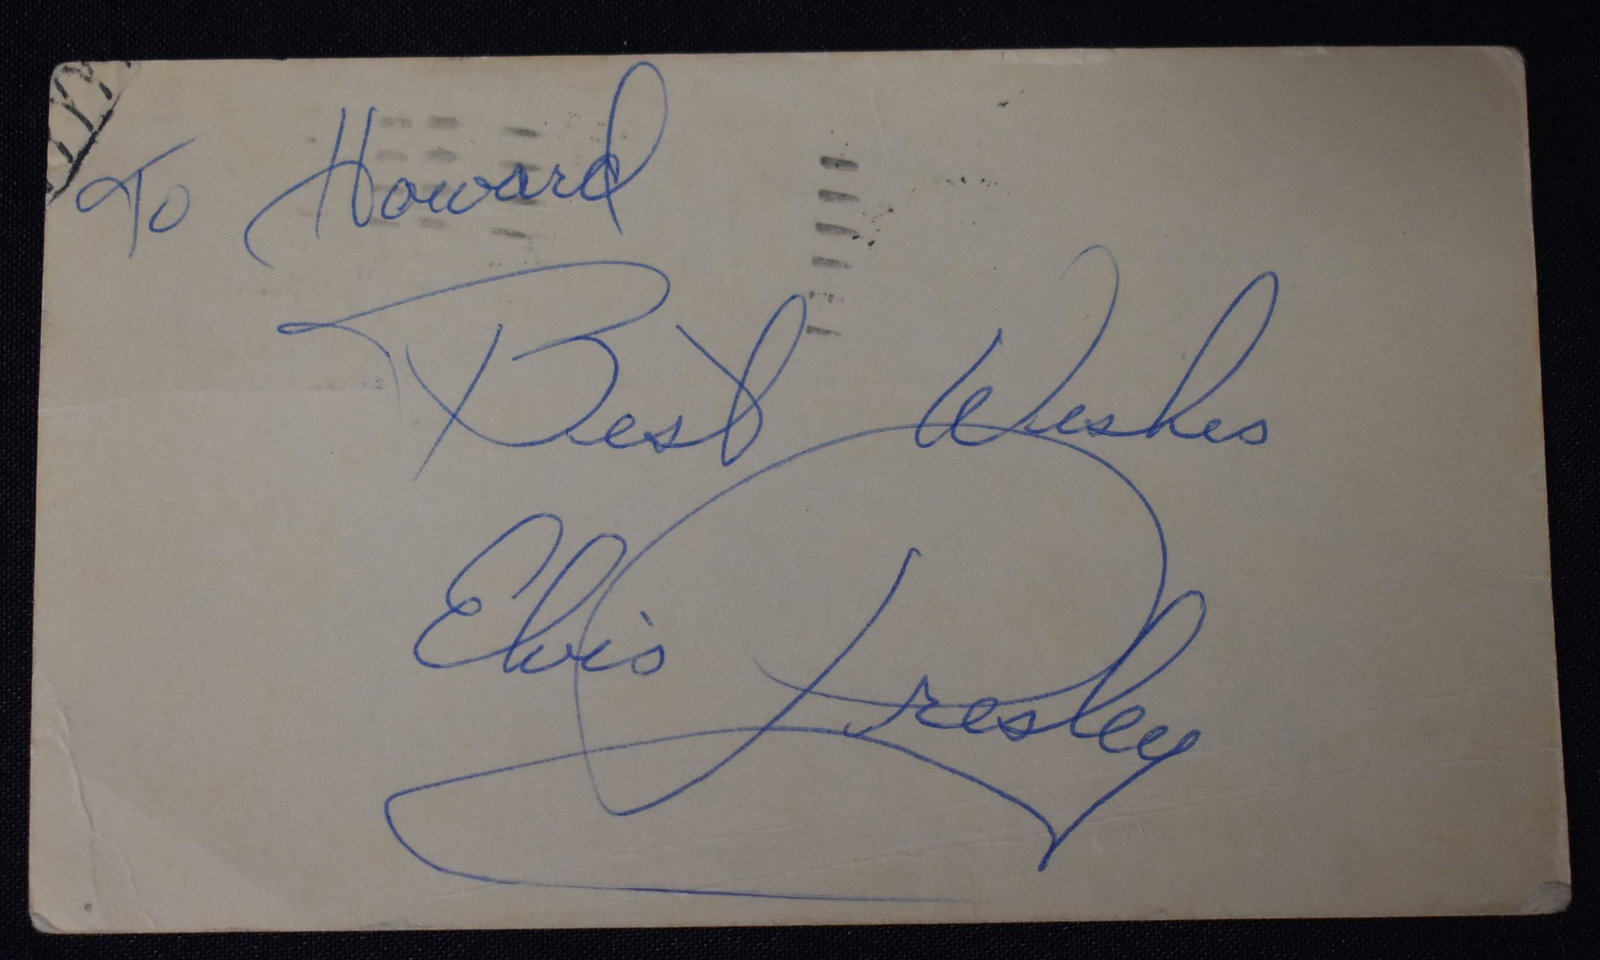 To Howard
Best Wishes
Elvis Presley